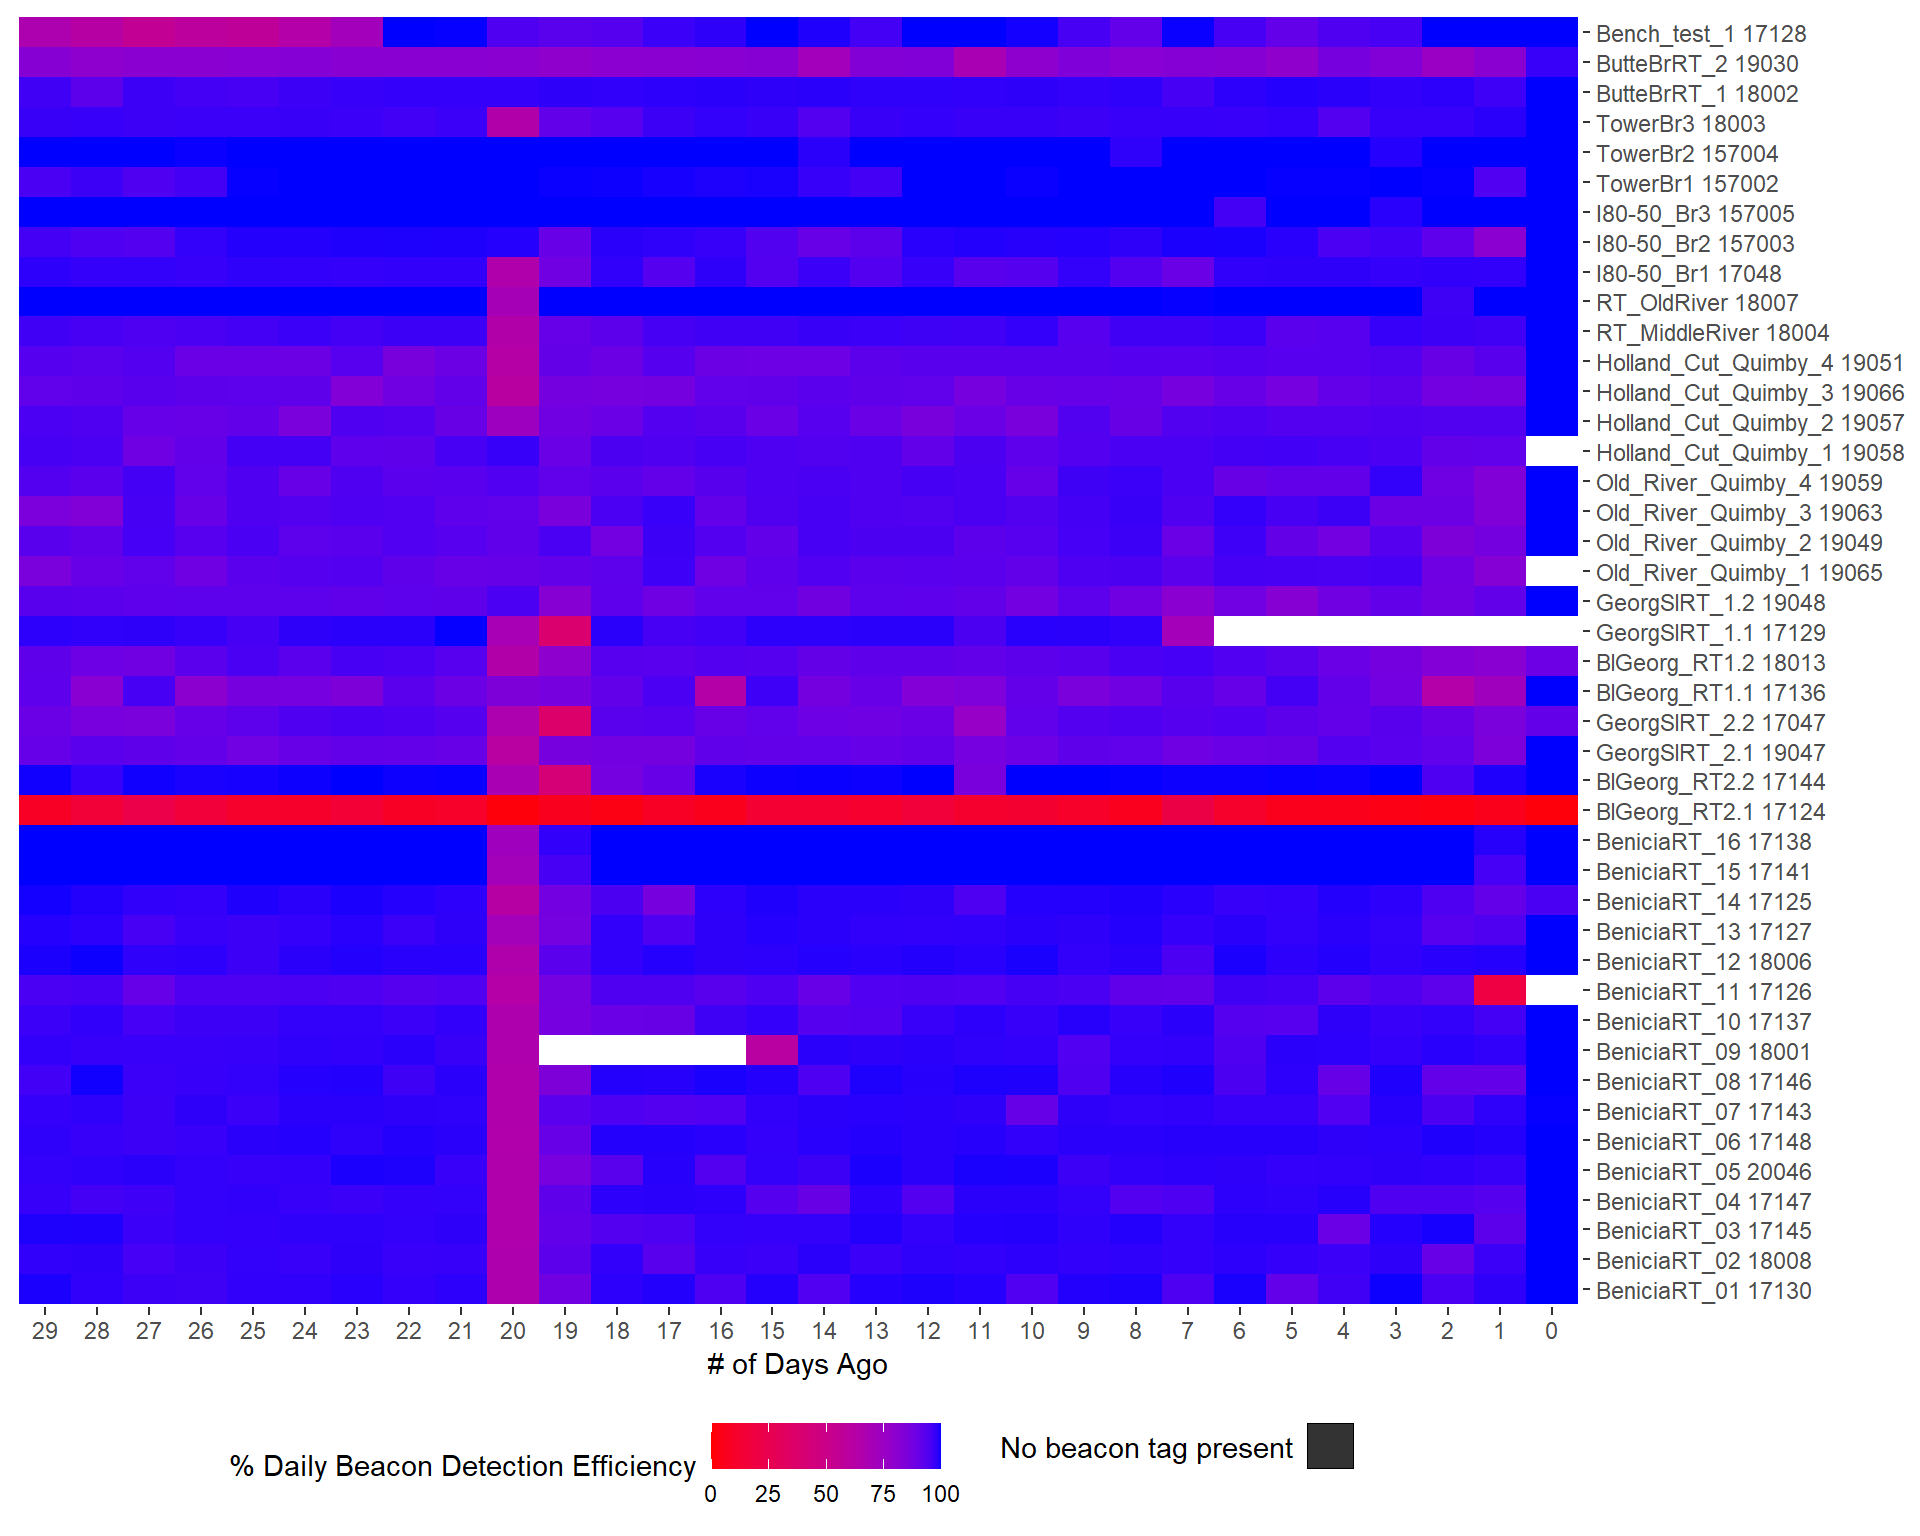 Bench_test_1 17128
ButteBrRT_2 19030
ButteBrRT_1 18002
TowerBr3 18003
TowerBr2 157004
TowerBr1 157002
I80-50_Br3 157005
I80-50_Br2 157003
I80-50_Br1 17048
RT_OldRiver 18007
RT_MiddleRiver 18004
Holland_Cut_Quimby_4 19051
Holland_Cut_Quimby_3 19066
Holland_Cut_Quimby_2 19057
Holland_Cut_Quimby_1 19058
Old_River_Quimby_4 19059
Old_River_Quimby_3 19063
Old_River_Quimby_2 19049
Old_River_Quimby_1 19065
GeorgSlRT_1.2 19048
GeorgSlRT_1.1 17129
BlGeorg_RT1.2 18013
BlGeorg_RT1.1 17136
GeorgSlRT_2.2 17047
GeorgSlRT_2.1 19047
BlGeorg_RT2.2 17144
BlGeorg_RT2.1 17124
BeniciaRT_16 17138
BeniciaRT_15 17141
BeniciaRT_14 17125
BeniciaRT_13 17127
BeniciaRT_12 18006
BeniciaRT_11 17126
BeniciaRT_10 17137
BeniciaRT_09 18001
BeniciaRT_08 17146
BeniciaRT_07 17143
BeniciaRT_06 17148
BeniciaRT_05 20046
BeniciaRT_04 17147
BeniciaRT_03 17145
BeniciaRT_02 18008
BeniciaRT_01 17130
29 28 27 26 25 24 23 22 21 20 19 18 17 16 15 14 13 12 11 10 9 8 7 6 5 4 3 2 1 0
# of Days Ago
% Daily Beacon Detection Efficiency
0 25 50 75 100
No beacon tag present